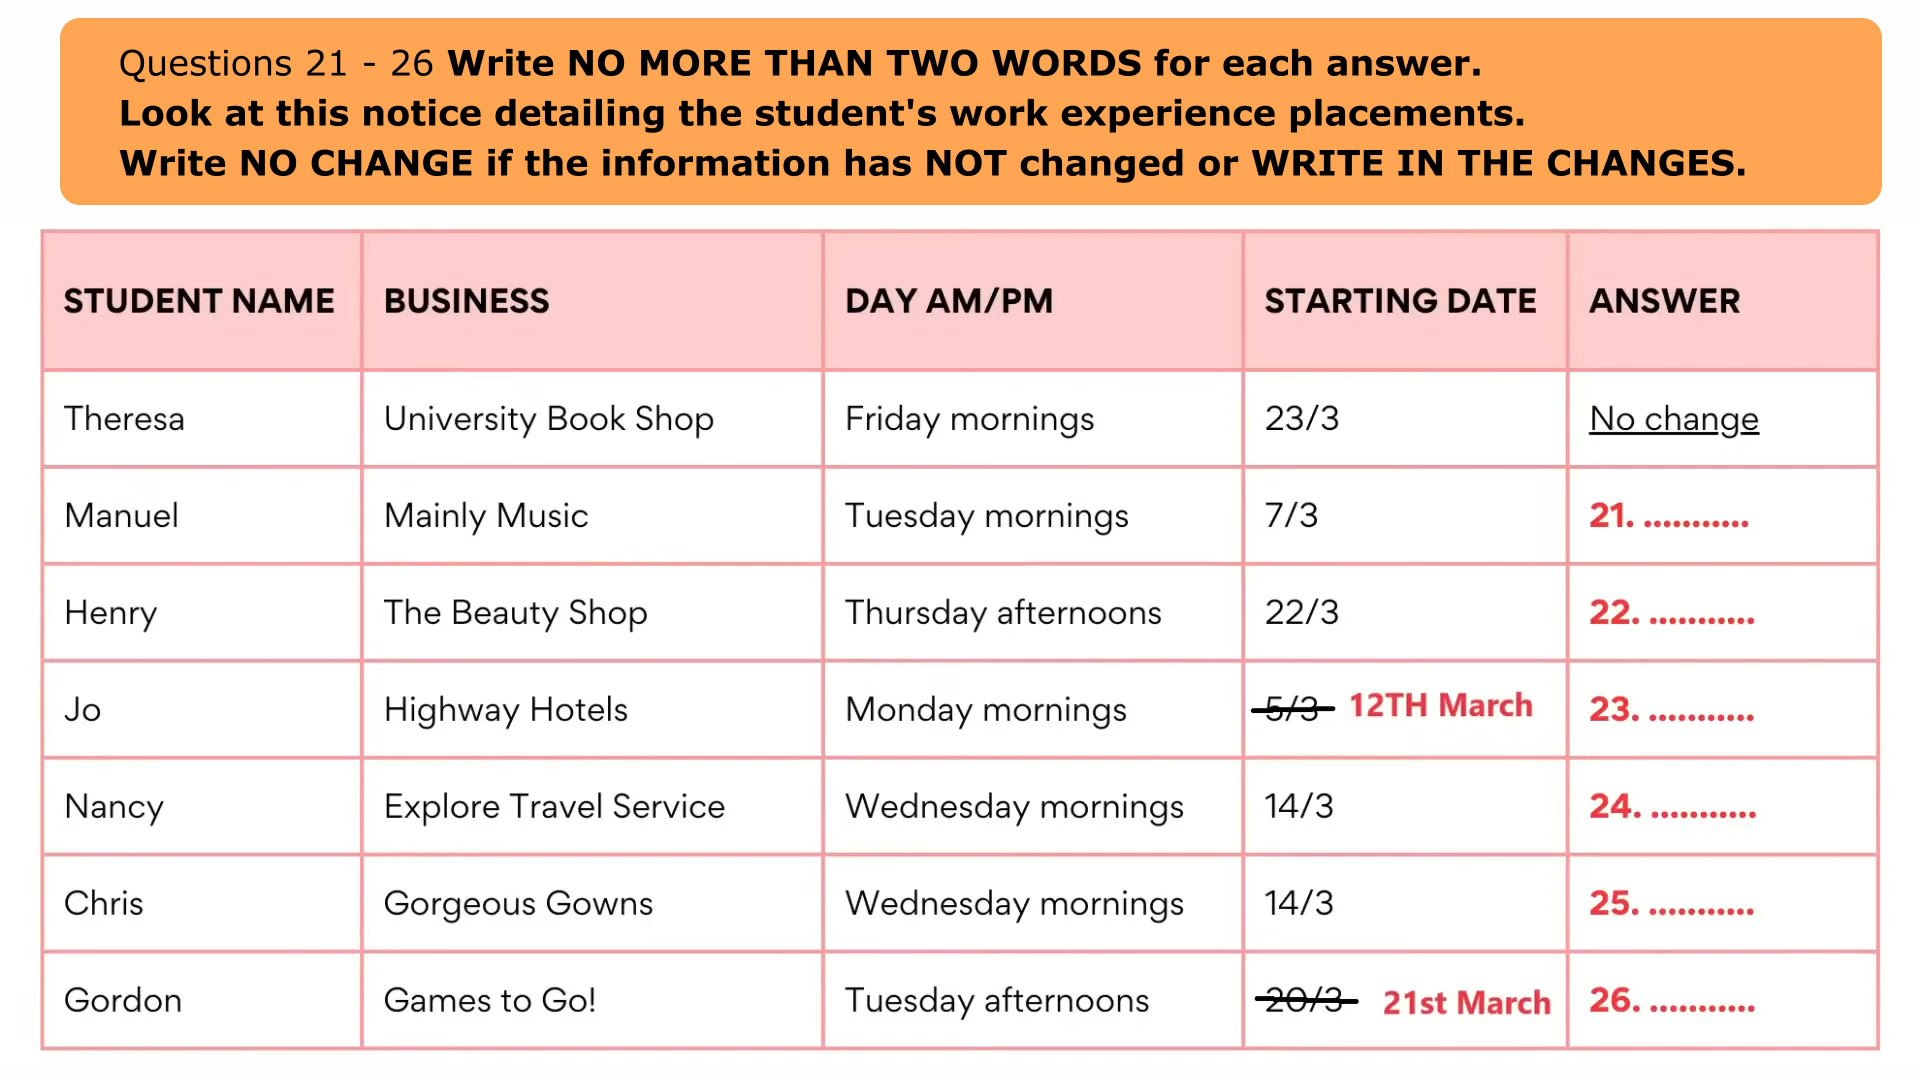 Questions 21 - 26 Write NO MORE THAN TWO WORDS for each answer.
Look at this notice detailing the student's work experience placements.
Write NO CHANGE if the information has NOT changed or WRITE IN THE CHANGES.
STUDENT NAME BUSINESS DAY AM/PM STARTING DATE ANSWER
Theresa University Book Shop Friday mornings 23/3 No change
Manuel Mainly Music Tuesday mornings 7/3 21. ...........
Henry The Beauty Shop Thursday afternoons 22/3 22. ...........
Jo Highway Hotels Monday mornings 5/3 12TH March 23. ...........
Nancy Explore Travel Service Wednesday mornings 14/3 24. ...........
Chris Gorgeous Gowns Wednesday mornings 14/3 25. ...........
Gordon Games to Go! Tuesday afternoons 20/3 21st March 26. ...........